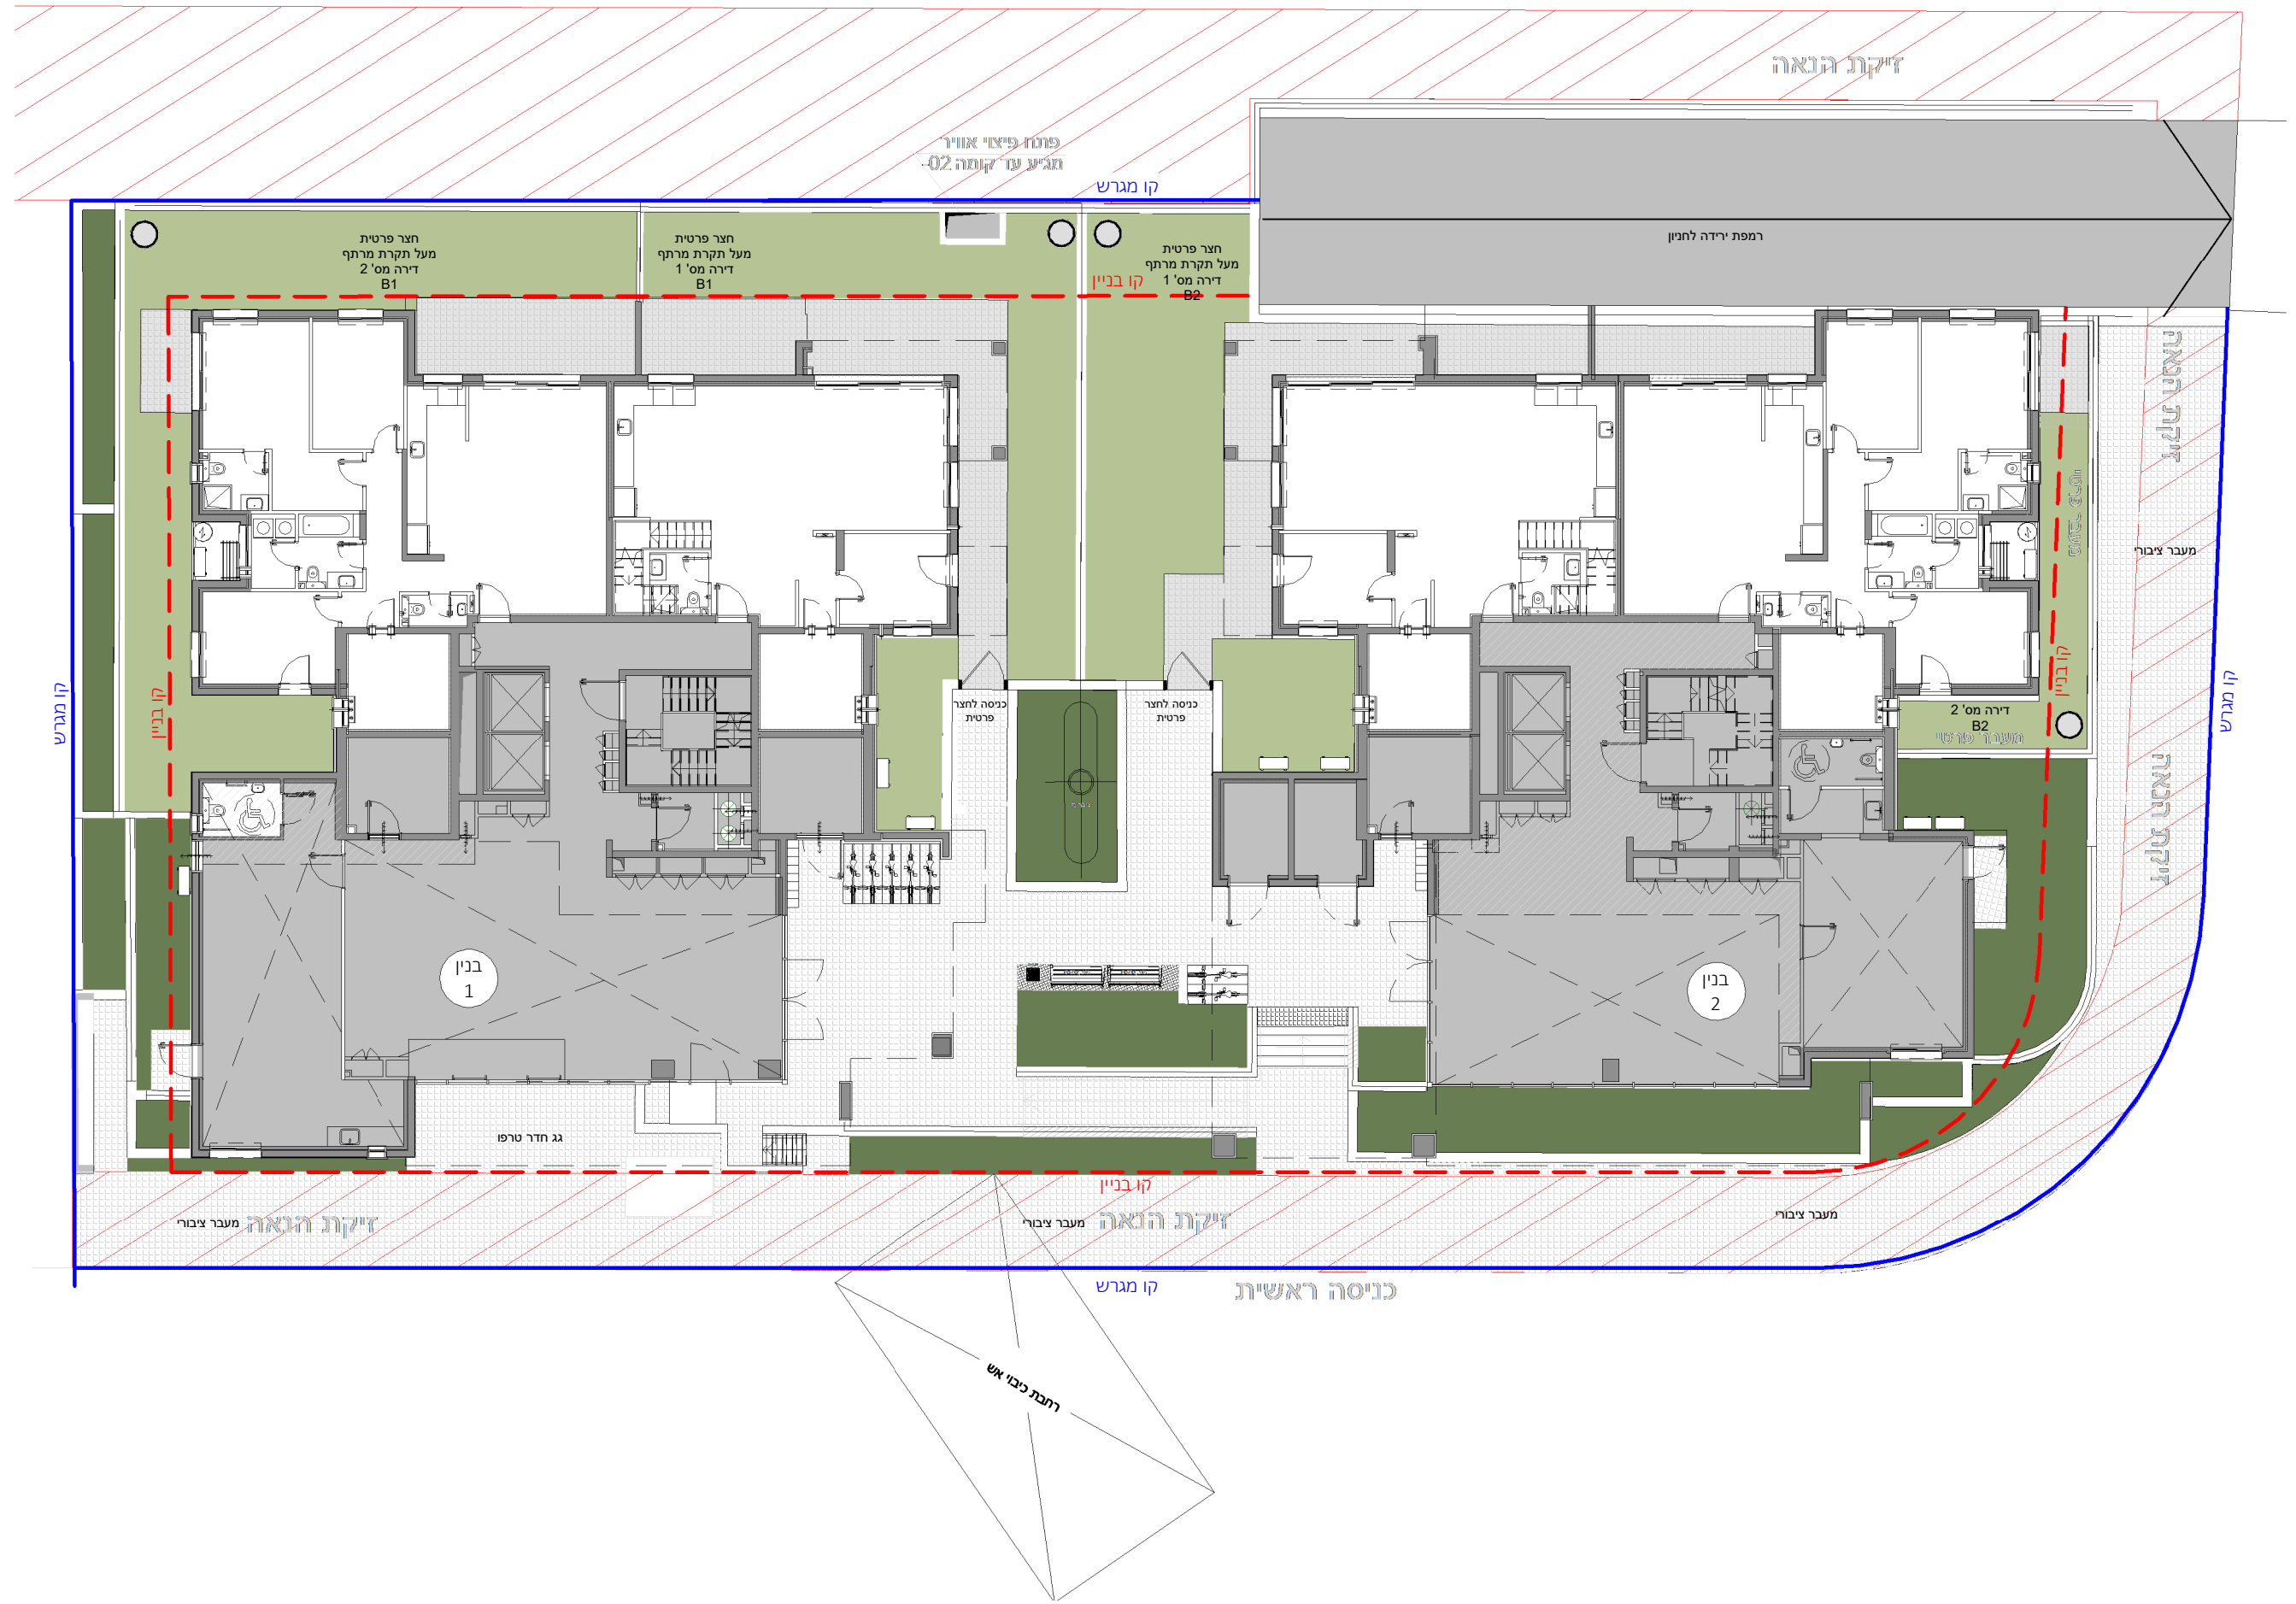 זיקת הנאה
פתח פיצוי אוויר
מגיע עד קומה 02-
קו מגרש
חצר פרטית
מעל תקרת מרתף
דירה מס' 2
B1
חצר פרטית
מעל תקרת מרתף
דירה מס' 1
B1
חצר פרטית
מעל תקרת מרתף
דירה מס' 1
B2
קו בניין
רמפת ירידה לחניון
זיקת הנאה
מעבר ציבורי
קו בניין
קו מגרש
קו מגרש
קו בניין
כניסה לחצר
פרטית
כניסה לחצר
פרטית
דירה מס' 2
B2
מעבר פרטי
זיקת הנאה
בנין
1
בנין
2
גג חדר טרפו
קו בניין
מעבר ציבורי
זיקת הנאה
מעבר ציבורי
זיקת הנאה
מעבר ציבורי
קו מגרש
כניסה ראשית
רחבת כיבוי אש